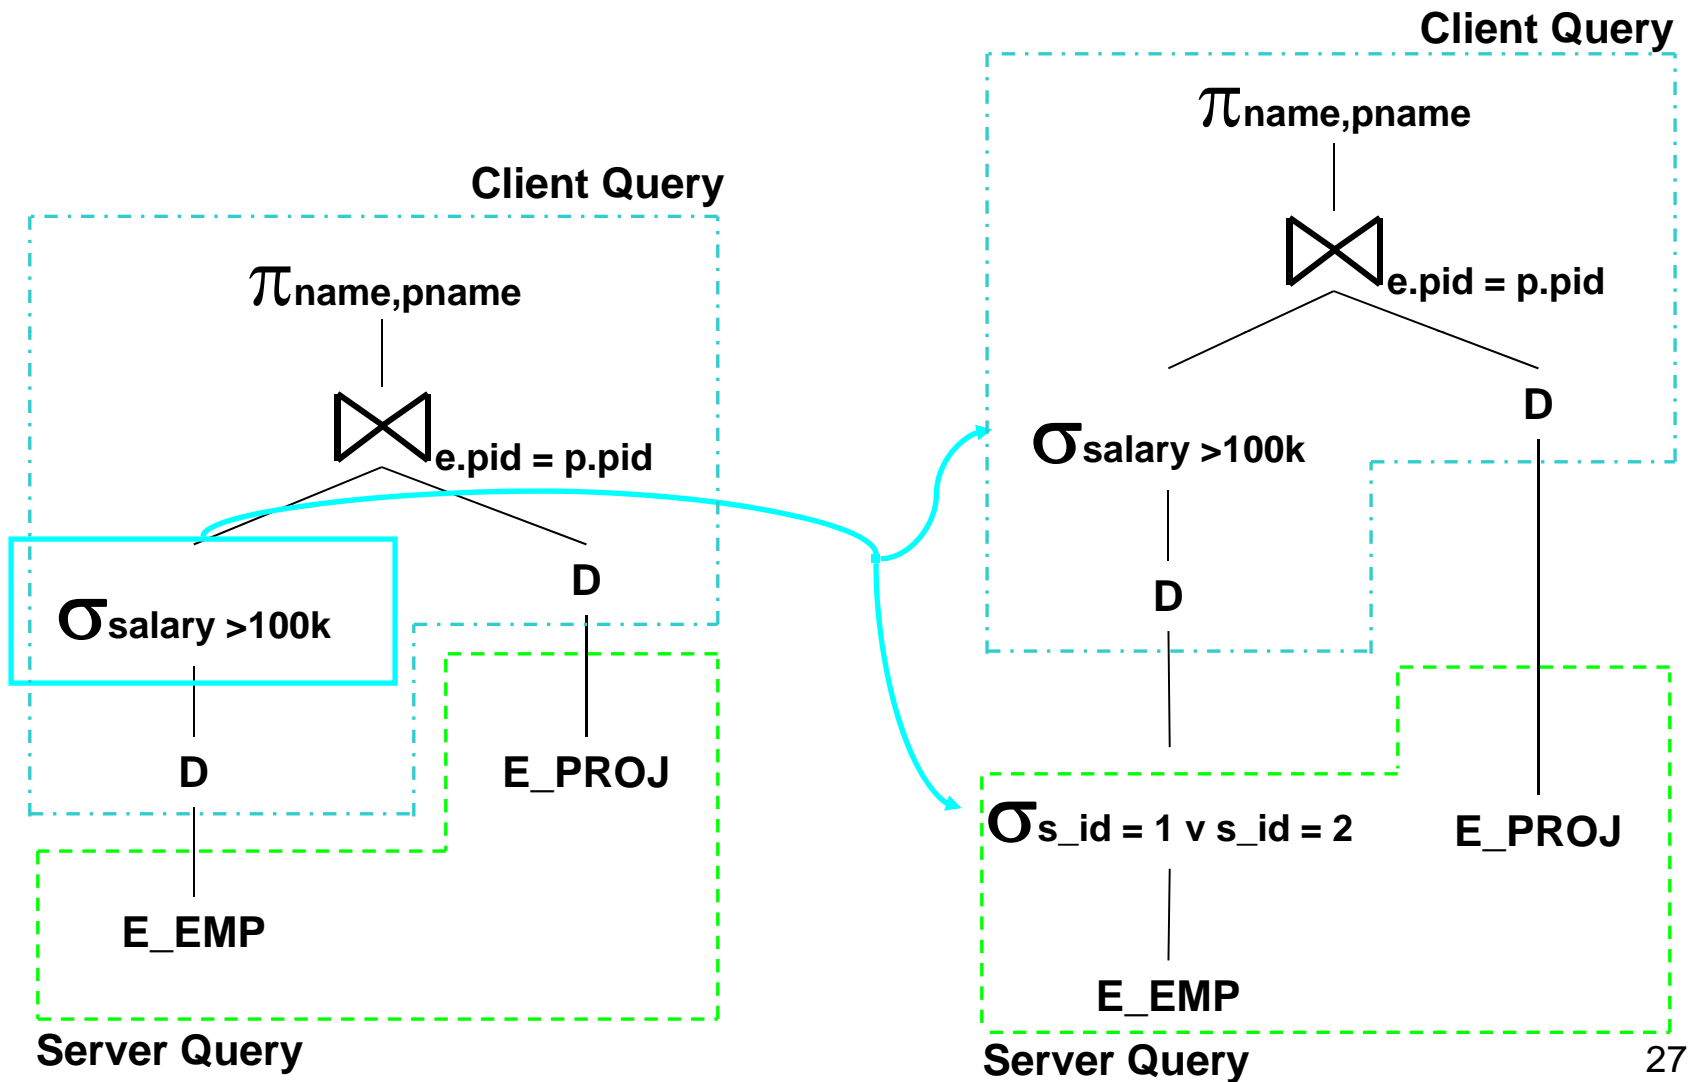 Client Query
πname,pname
e.pid = p.pid
σsalary >100k
D
D
E_PROJ
E_EMP
Server Query
Client Query
πname,pname
e.pid = p.pid
D
σsalary >100k
D
σs_id = 1 v s_id = 2
E_PROJ
E_EMP
Server Query
27